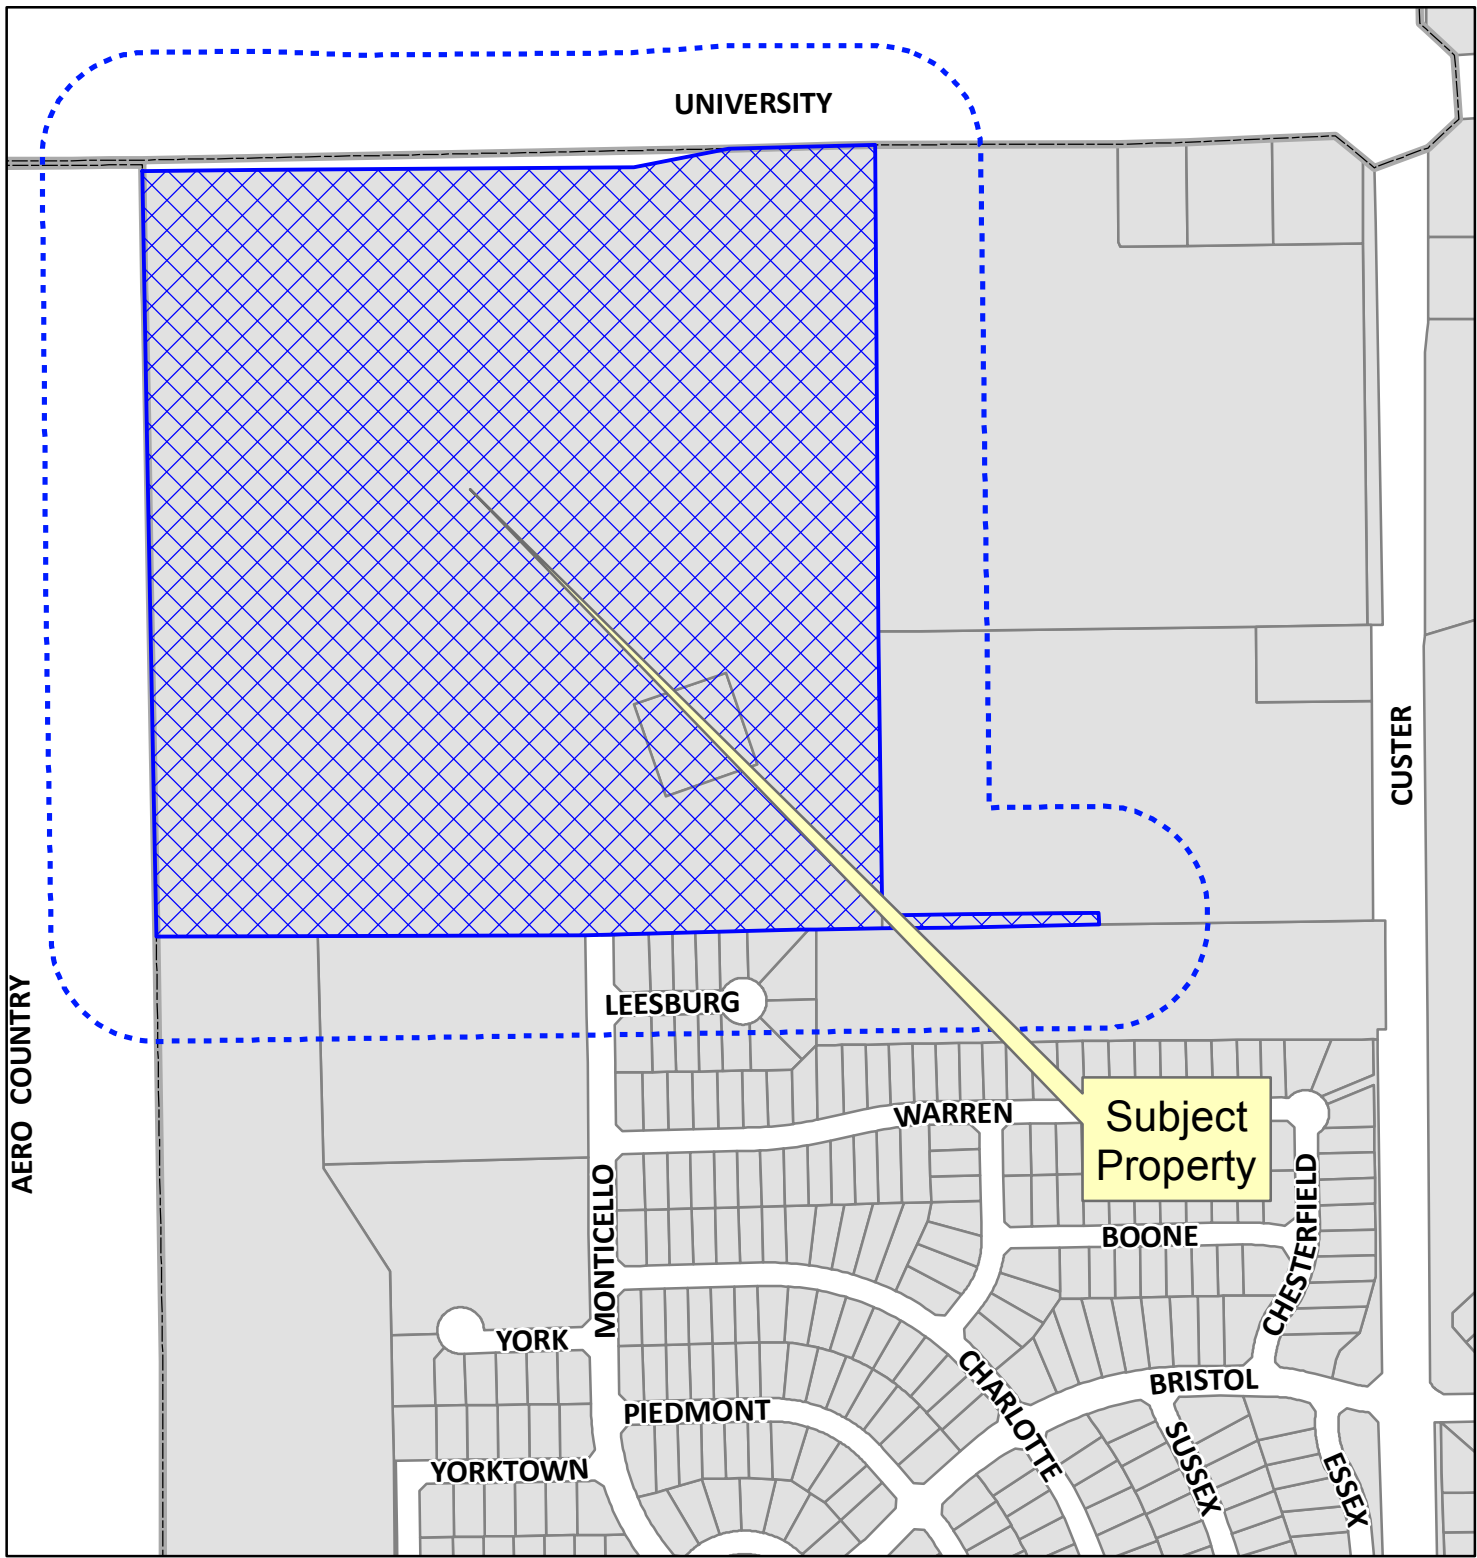 UNIVERSITY
CUSTER
AERO COUNTRY
LEESBURG
WARREN
Subject
Property
MONTICELLO
CHESTERFIELD
BOONE
YORK
CHARLOTTE
BRISTOL
PIEDMONT
YORKTOWN
SUSSEX
ESSEX